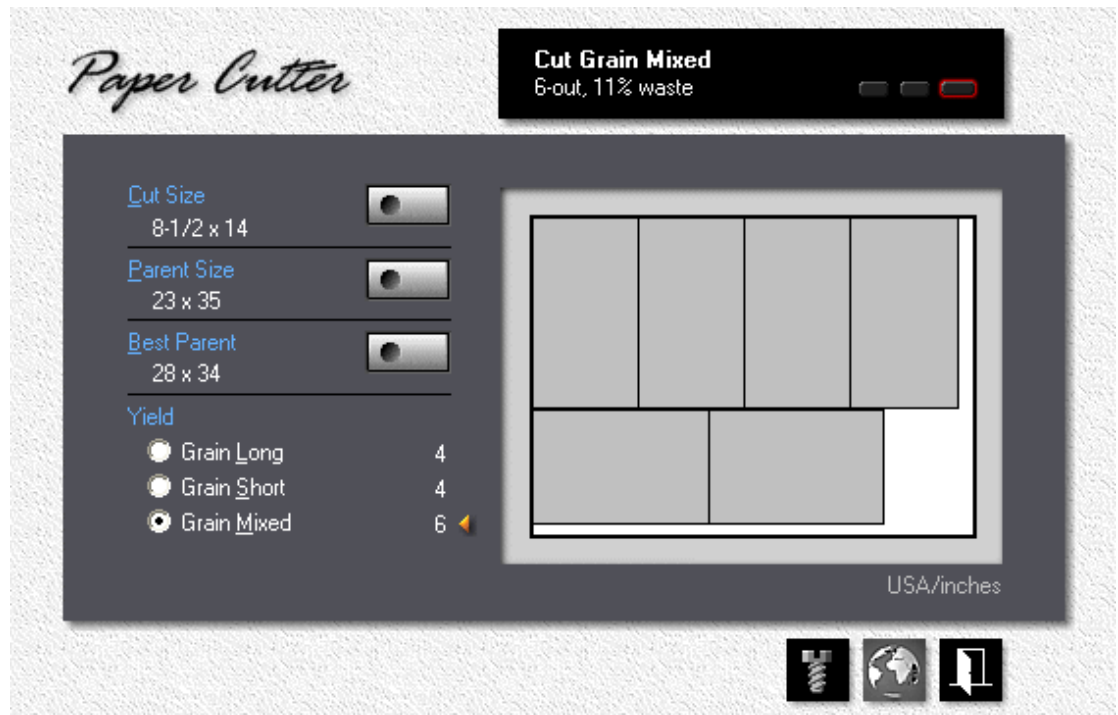 Paper Cutter
Cut Grain Mixed
6-out, 11% waste
Cut Size
8-1/2 x 14
Parent Size
23 x 35
Best Parent
28 x 34
Yield
Grain Long 4
Grain Short 4
Grain Mixed 6
USA/inches